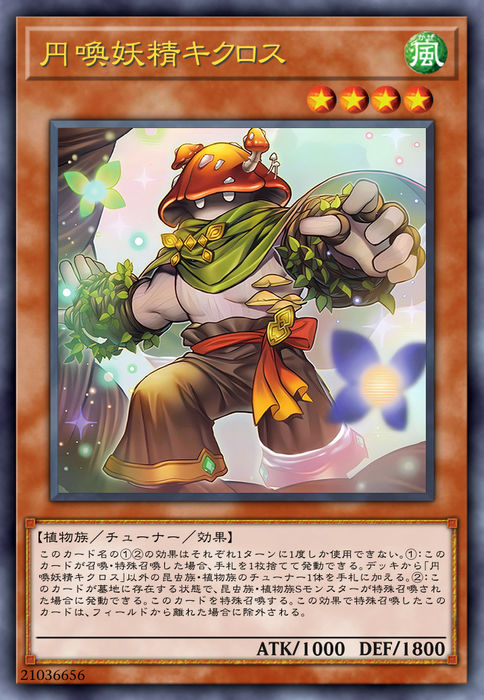 円喚妖精キクロス
かぜ
風
【植物族／チューナー／効果】
このカード名の①②の効果はそれぞれ1ターンに1度しか使用できない。①：この
カードが召喚・特殊召喚した場合、手札を1枚捨てて発動できる。デッキから「円
喚妖精キクロス」以外の昆虫族・植物族のチューナー1体を手札に加える。②：こ
のカードが墓地に存在する状態で、昆虫族・植物族Sモンスターが特殊召喚され
た場合に発動できる。このカードを特殊召喚する。この効果で特殊召喚したこの
カードは、フィールドから離れた場合に除外される。
ATK/1000 DEF/1800
21036656